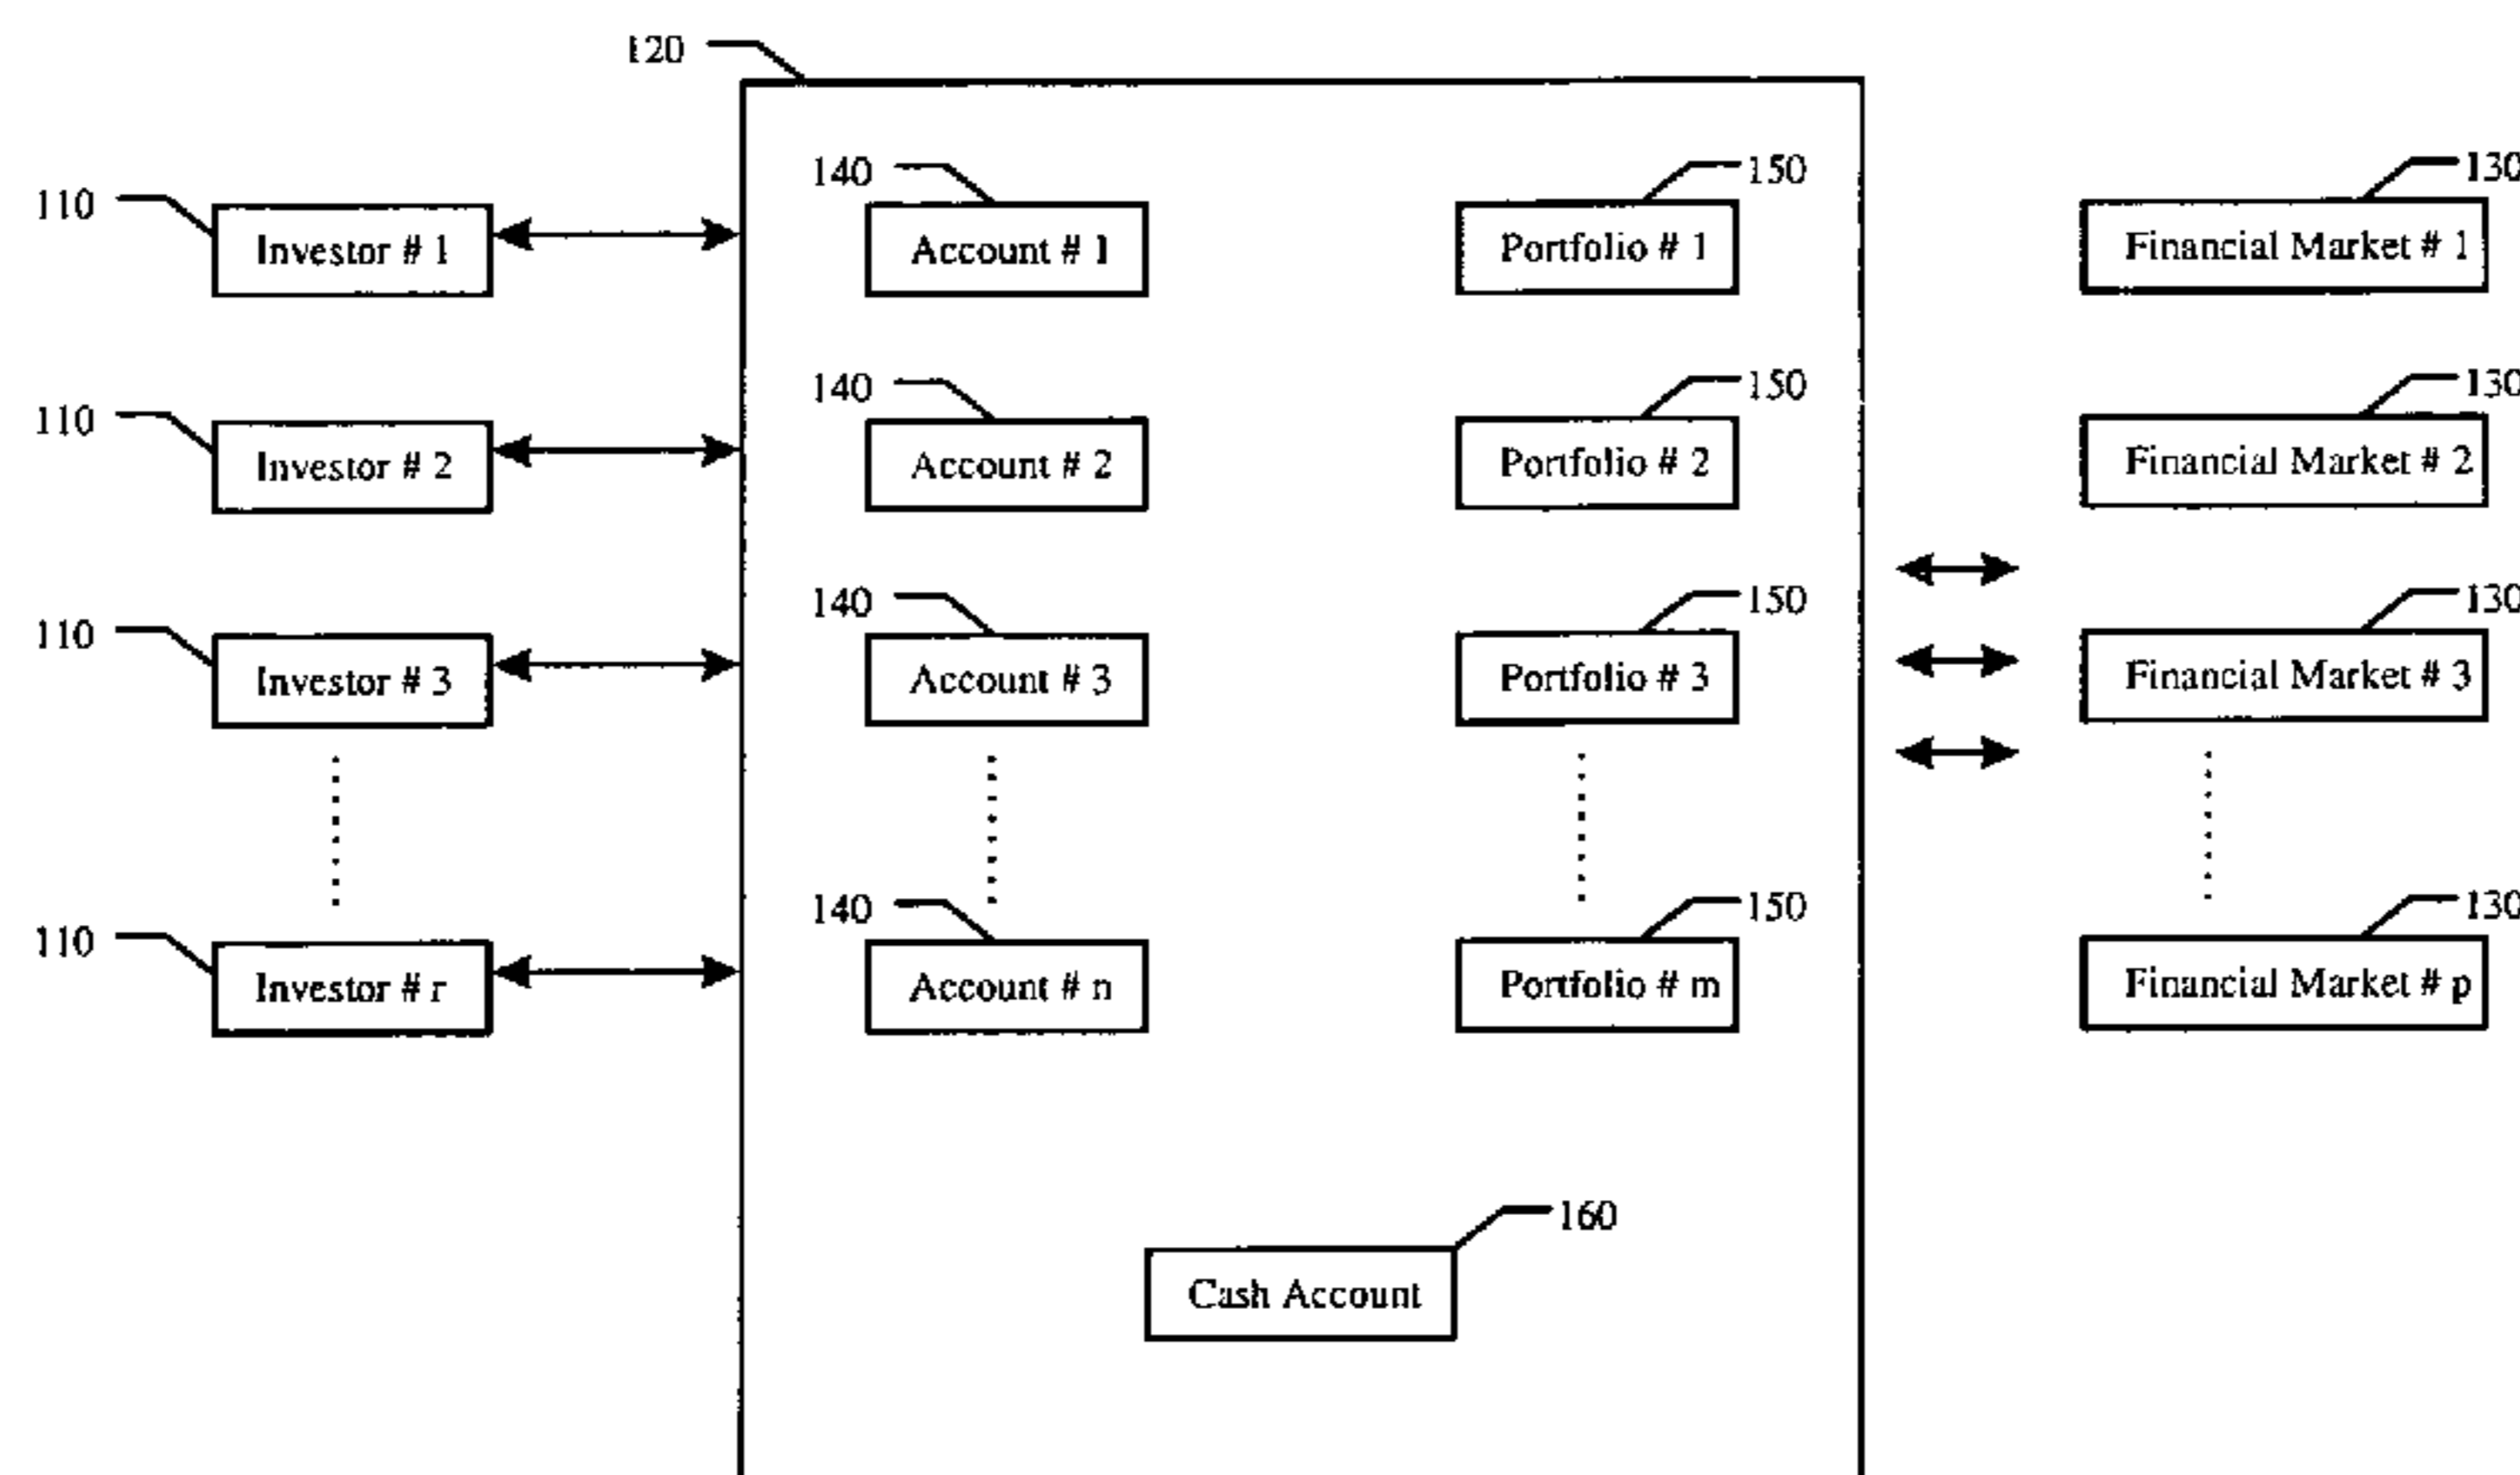 120
140 150 130
110 Investor # 1 Account # 1 Portfolio # 1 Financial Market # 1
140 150 130
110 Investor # 2 Account # 2 Portfolio # 2 Financial Market # 2
140 150 130
110 Investor # 3 Account # 3 Portfolio # 3 Financial Market # 3
140 150 130
110 Investor # r Account # n Portfolio # m Financial Market # p
160
Cash Account